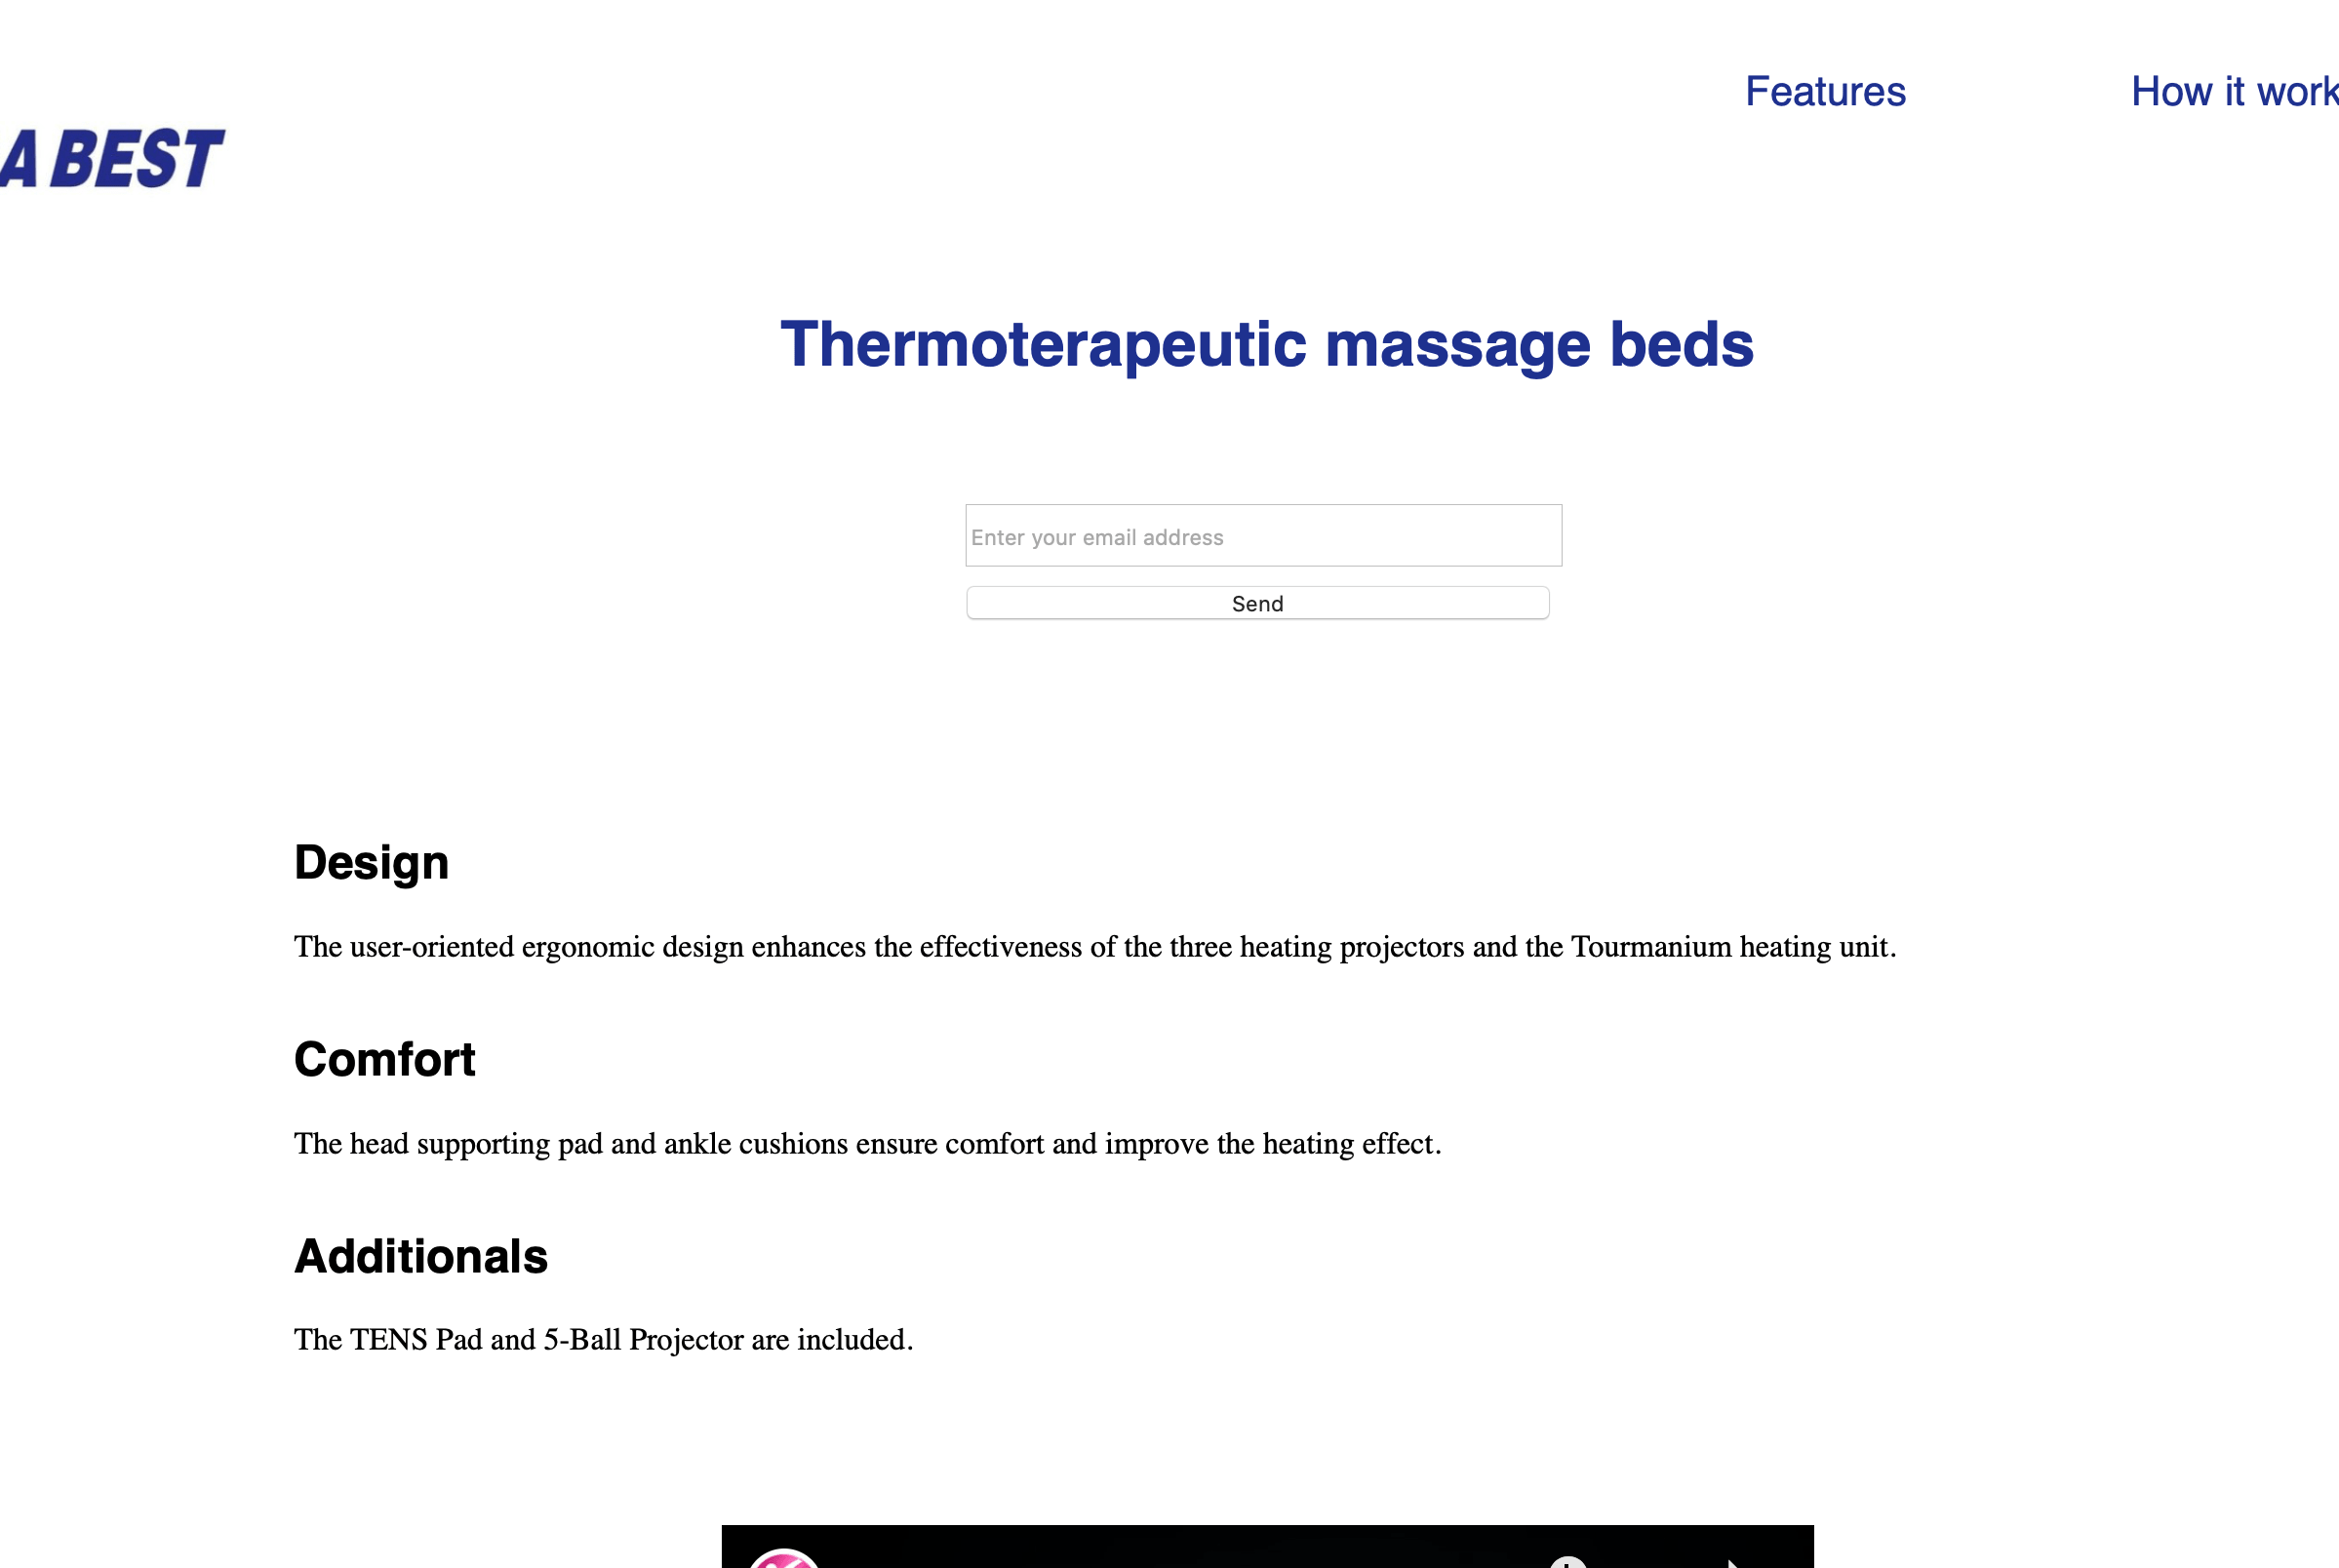 Features
How it work
A BEST
Thermoterapeutic massage beds
Enter your email address
Send
Design
The user-oriented ergonomic design enhances the effectiveness of the three heating projectors and the Tourmanium heating unit.
Comfort
The head supporting pad and ankle cushions ensure comfort and improve the heating effect.
Additionals
The TENS Pad and 5-Ball Projector are included.